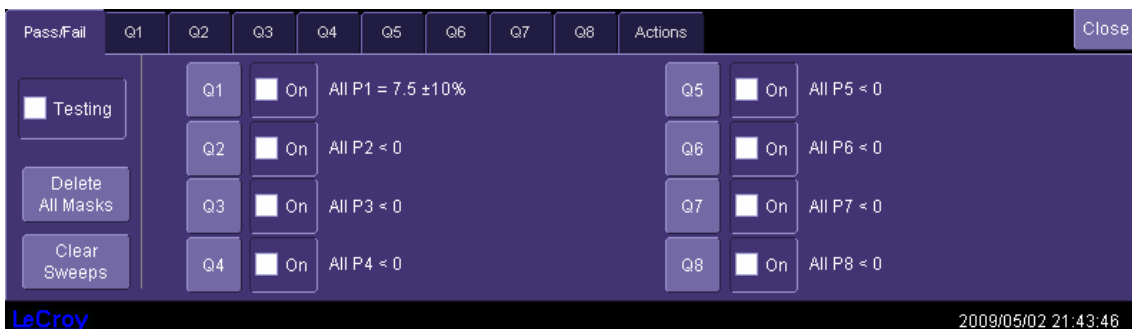 Pass/Fail Q1 Q2 Q3 Q4 Q5 Q6 Q7 Q8 Actions Close
Testing
Delete
All Masks
Clear
Sweeps
Q1 On All P1 = 7.5 ±10%
Q2 On All P2 < 0
Q3 On All P3 < 0
Q4 On All P4 < 0
Q5 On All P5 < 0
Q6 On All P6 < 0
Q7 On All P7 < 0
Q8 On All P8 < 0
LeCroy 2009/05/02 21:43:46